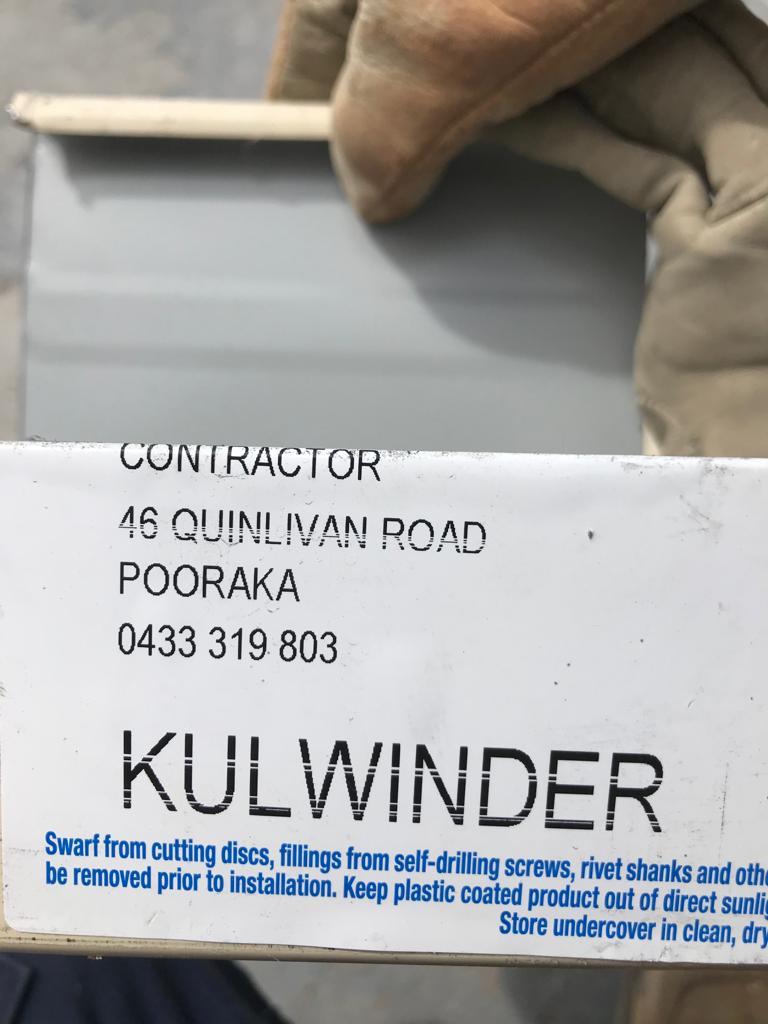 CONTRACTOR
46 QUINLIVAN ROAD
POORAKA
0433 319 803
KULWINDER
Swarf from cutting discs, fillings from self-drilling screws, rivet shanks and
be removed prior to installation. Keep plastic coated product out of direct
Store undercover in clean, dry